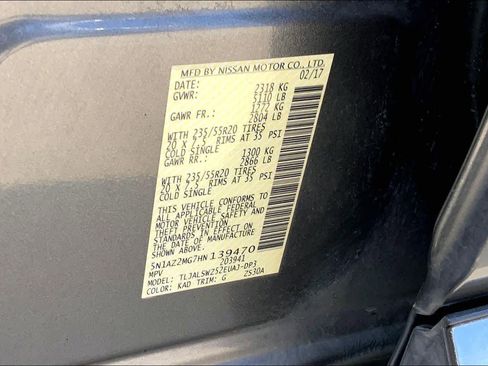 MFD BY NISSAN MOTOR CO., LTD.
DATE: 02/17
GVWR: 2318 KG
5110 LB
GAWR FR.: 1272 KG
2804 LB
WITH 235/55R20 TIRES
20 X 7.5, RIMS AT 35 PSI
COLD SINGLE
GAWR RR.: 1300 KG
2866 LB
WITH 235/55R20 TIRES
20 X 7.5, RIMS AT 35 PSI
COLD SINGLE
THIS VEHICLE CONFORMS TO
ALL APPLICABLE FEDERAL
MOTOR VEHICLE SAFETY AND
THEFT PREVENTION
STANDARDS IN EFFECT ON
THE DATE OF MANUFACTURE
SHOWN ABOVE.
5N1AZ2MG7HN139470
MPV 203941
MODEL: TLJALSWZ52EUAJ-DP3
COLOR: KAD TRIM: G Z530A